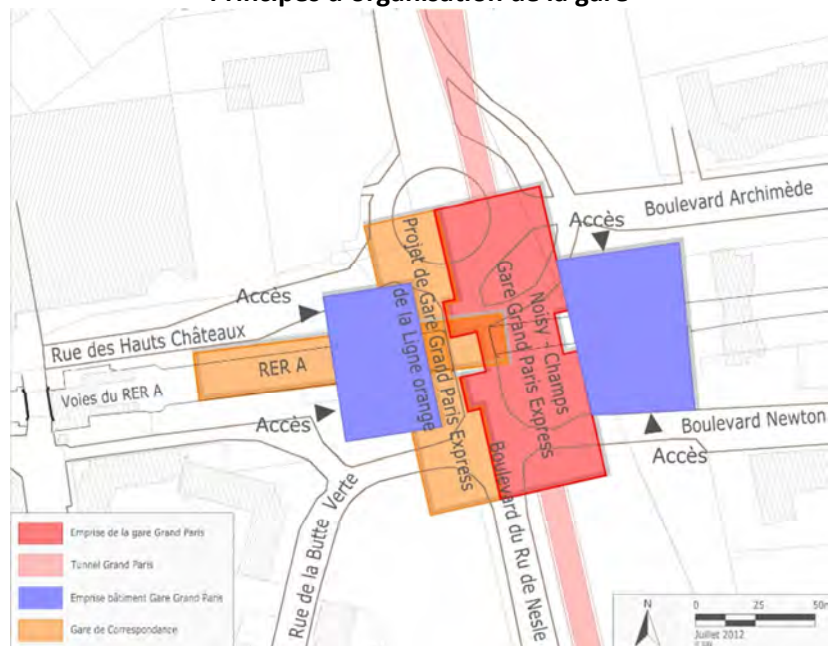 Principes d'organisation de la gare
Boulevard Archimède
Accès
Accès
Rue des Hauts Châteaux
RER A
Voies du RER A
Accès
Projet de Gare Grand Paris Express
de la Ligne orange
Noisy - Champs
Gare Grand Paris Express
Boulevard Newton
Accès
Boulevard du Ru de Nesle
Rue de la Butte Verte
Emprise de la gare Grand Paris
Tunnel Grand Paris
Emprise bâtiment Gare Grand Paris
Gare de Correspondance
N
0 25 50m
Juillet 2012